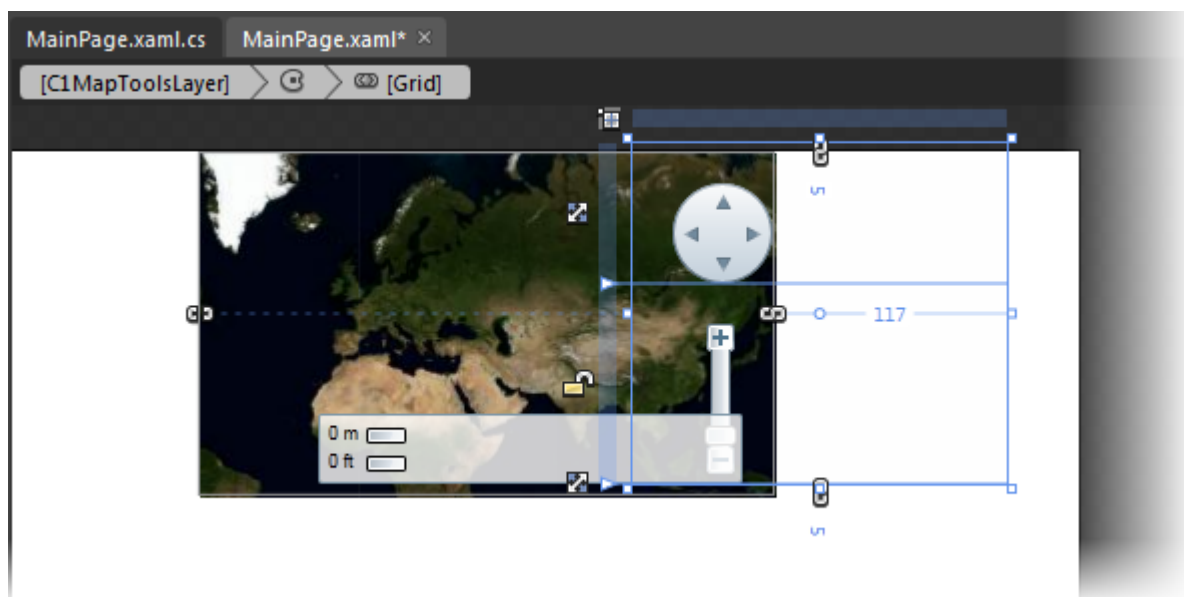 MainPage.xaml.cs MainPage.xaml* ×
[C1MapToolsLayer] [Grid]
5
117
0 m
0 ft
5